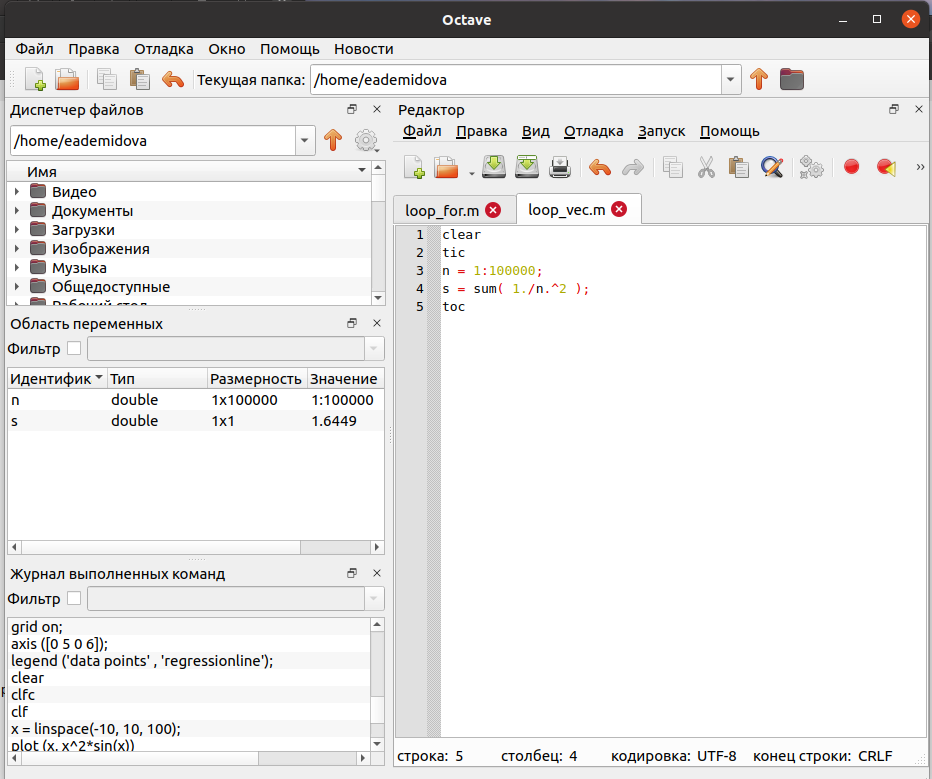 Octave
Файл Правка Отладка Окно Помощь Новости
Текущая папка: /home/eademidova
Диспетчер файлов
/home/eademidova
Имя
Видео
Документы
Загрузки
Изображения
Музыка
Общедоступные
Рабочий стол
Область переменных
Фильтр
Идентифик Тип Размерность Значение
n double 1x100000 1:100000
s double 1x1 1.6449
Журнал выполненных команд
Фильтр
grid on;
axis ([0 5 0 6]);
legend ('data points' , 'regressionline');
clear
clfc
clf
x = linspace(-10, 10, 100);
plot (x, x^2*sin(x))
Редактор
Файл Правка Вид Отладка Запуск Помощь
loop_for.m loop_vec.m
1 clear
2 tic
3 n = 1:100000;
4 s = sum( 1./n.^2 );
5 toc
строка: 5 столбец: 4 кодировка: UTF-8 конец строки: CRLF